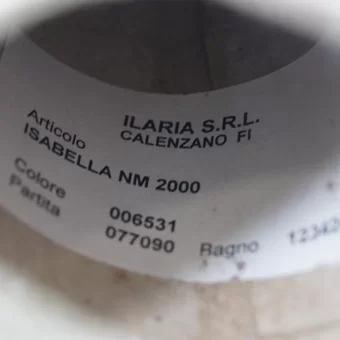 ILARIA S.R.L.
CALENZANO FI
Articolo
ISABELLA NM 2000
Colore 006531
Partita 077090 Ragno